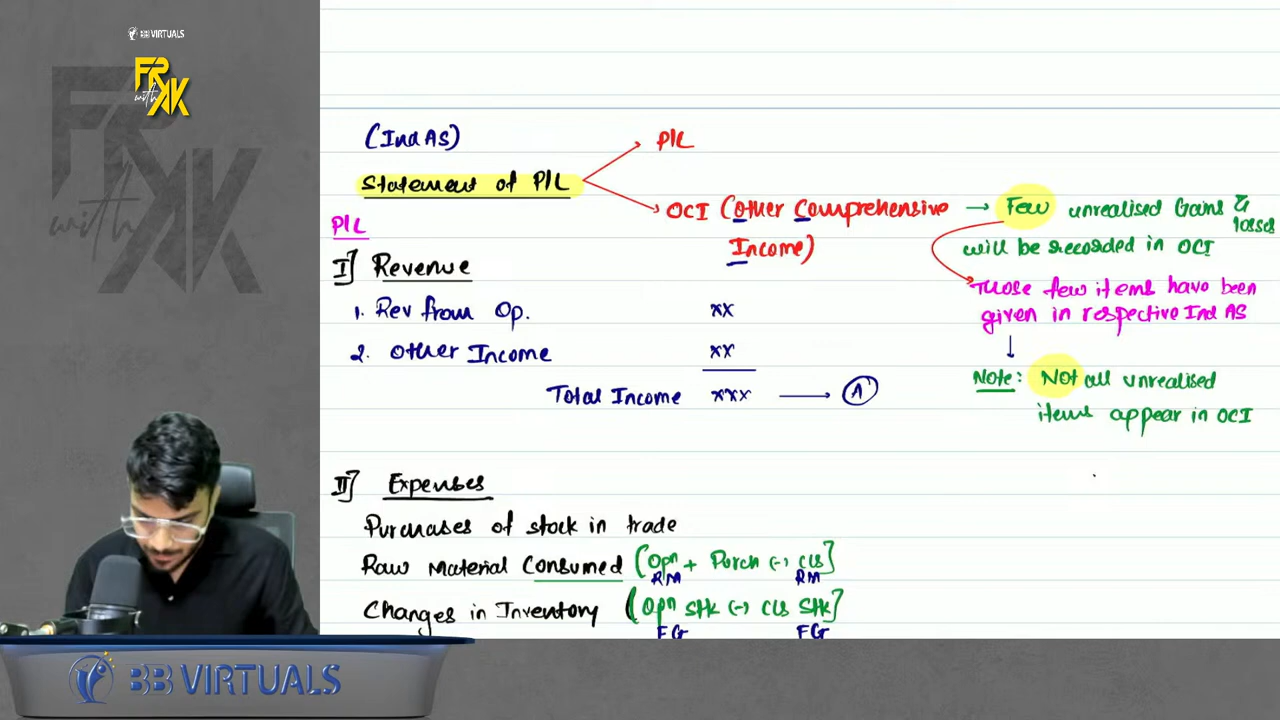 BB VIRTUALS
FR
with
AK
FR
with
AK
(Ind AS)
Statement of P/L
P/L
OCI (Other Comprehensive
Income)
→ Few unrealised Gains &
losses
will be recorded in OCI
Those few items have been
given in respective Ind AS
Note: Not all unrealised
items appear in OCI
P/L
I] Revenue
1. Rev from Op. xx
2. Other Income xx
Total Income xxx → A
II] Expenses
Purchases of stock in trade
Raw Material Consumed [Opn + Purch (-) Cls]
RM RM
Changes in Inventory [Opn Stk (-) Cls Stk]
FG FG
BB VIRTUALS